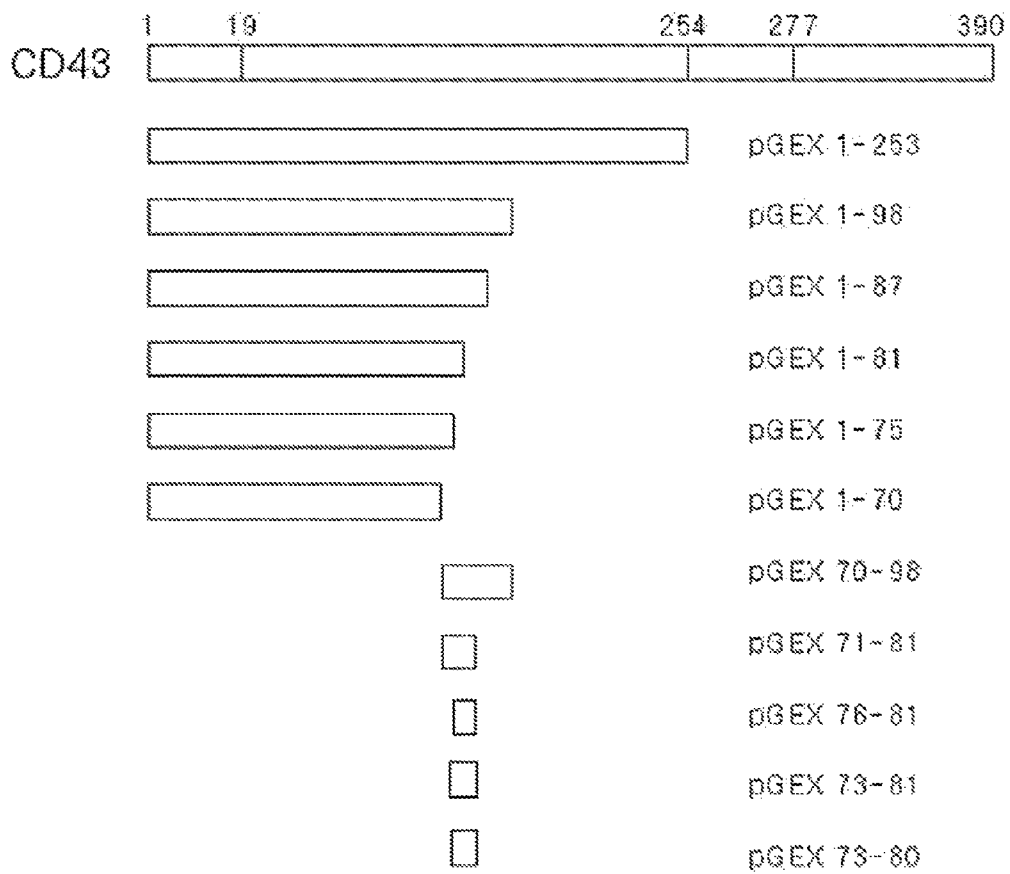 1 19 254 277 390
CD43
pGEX 1-253
pGEX 1-98
pGEX 1-87
pGEX 1-81
pGEX 1-75
pGEX 1-70
pGEX 70-98
pGEX 71-81
pGEX 76-81
pGEX 73-81
pGEX 73-80